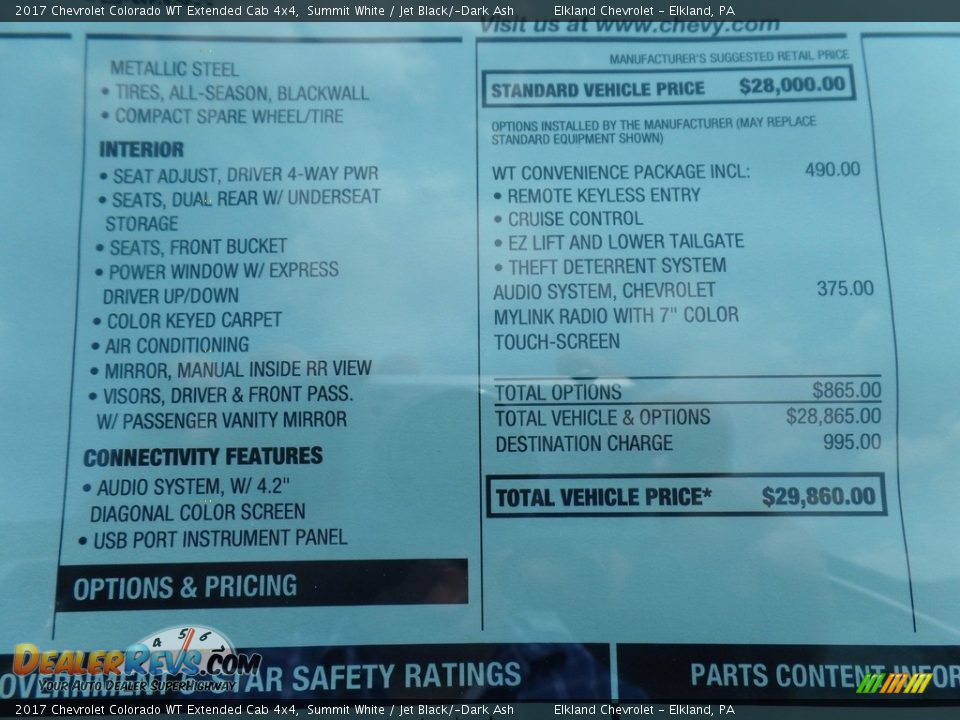 2017 Chevrolet Colorado WT Extended Cab 4x4,  Summit White / Jet Black/-Dark Ash          Elkland Chevrolet - Elkland, PA
Visit us at www.chevy.com
METALLIC STEEL
• TIRES, ALL-SEASON, BLACKWALL
• COMPACT SPARE WHEEL/TIRE
INTERIOR
• SEAT ADJUST, DRIVER 4-WAY PWR
• SEATS, DUAL REAR W/ UNDERSEAT
STORAGE
• SEATS, FRONT BUCKET
• POWER WINDOW W/ EXPRESS
DRIVER UP/DOWN
• COLOR KEYED CARPET
• AIR CONDITIONING
• MIRROR, MANUAL INSIDE RR VIEW
• VISORS, DRIVER & FRONT PASS.
W/ PASSENGER VANITY MIRROR
CONNECTIVITY FEATURES
• AUDIO SYSTEM, W/ 4.2"
DIAGONAL COLOR SCREEN
• USB PORT INSTRUMENT PANEL
OPTIONS & PRICING
MANUFACTURER'S SUGGESTED RETAIL PRICE
STANDARD VEHICLE PRICE $28,000.00
OPTIONS INSTALLED BY THE MANUFACTURER (MAY REPLACE
STANDARD EQUIPMENT SHOWN)
WT CONVENIENCE PACKAGE INCL: 490.00
• REMOTE KEYLESS ENTRY
• CRUISE CONTROL
• EZ LIFT AND LOWER TAILGATE
• THEFT DETERRENT SYSTEM
AUDIO SYSTEM, CHEVROLET 375.00
MYLINK RADIO WITH 7" COLOR
TOUCH-SCREEN
TOTAL OPTIONS $865.00
TOTAL VEHICLE & OPTIONS $28,865.00
DESTINATION CHARGE 995.00
TOTAL VEHICLE PRICE* $29,860.00
4 5 6
DEALERREVS.COM
YOUR AUTO DEALER SUPERHIGHWAY
STAR SAFETY RATINGS
PARTS CONTENT
2017 Chevrolet Colorado WT Extended Cab 4x4,  Summit White / Jet Black/-Dark Ash          Elkland Chevrolet - Elkland, PA